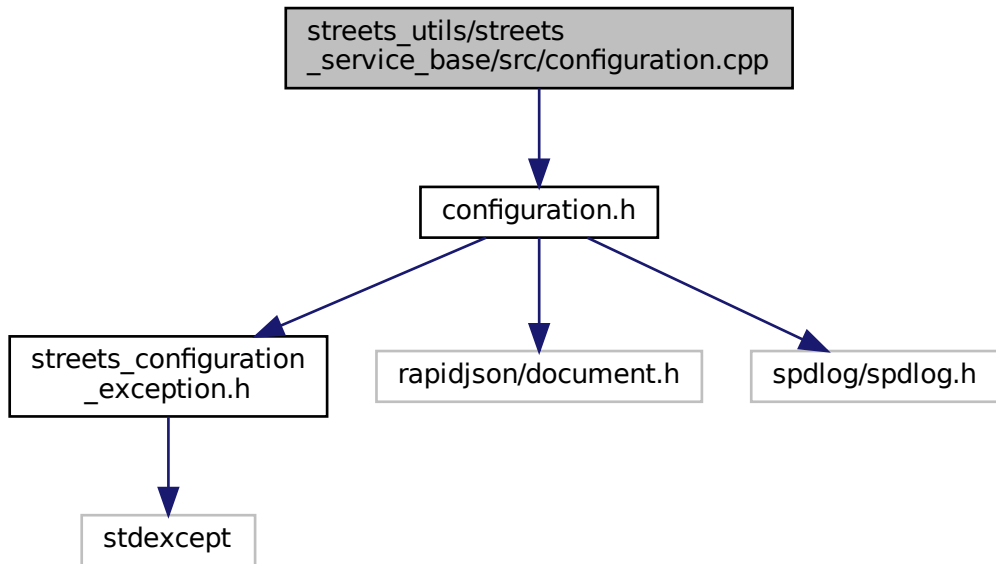 streets_utils/streets
_service_base/src/configuration.cpp
configuration.h
streets_configuration
_exception.h
rapidjson/document.h
spdlog/spdlog.h
stdexcept